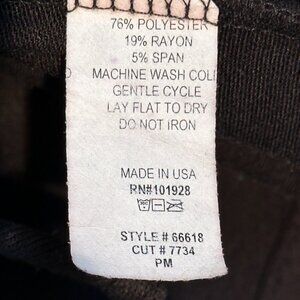 76% POLYESTER
19% RAYON
5% SPAN
MACHINE WASH COL
GENTLE CYCLE
LAY FLAT TO DRY
DO NOT IRON
MADE IN USA
RN#101928
STYLE # 66618
CUT # 7734
PM